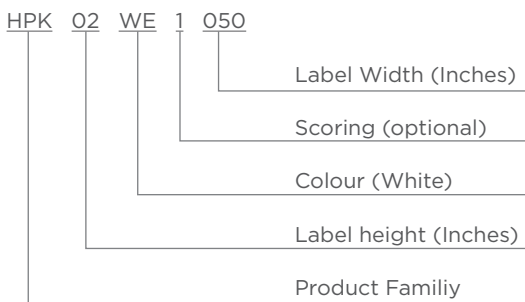 HPK 02 WE 1 050
Label Width (Inches)
Scoring (optional)
Colour (White)
Label height (Inches)
Product Familiy